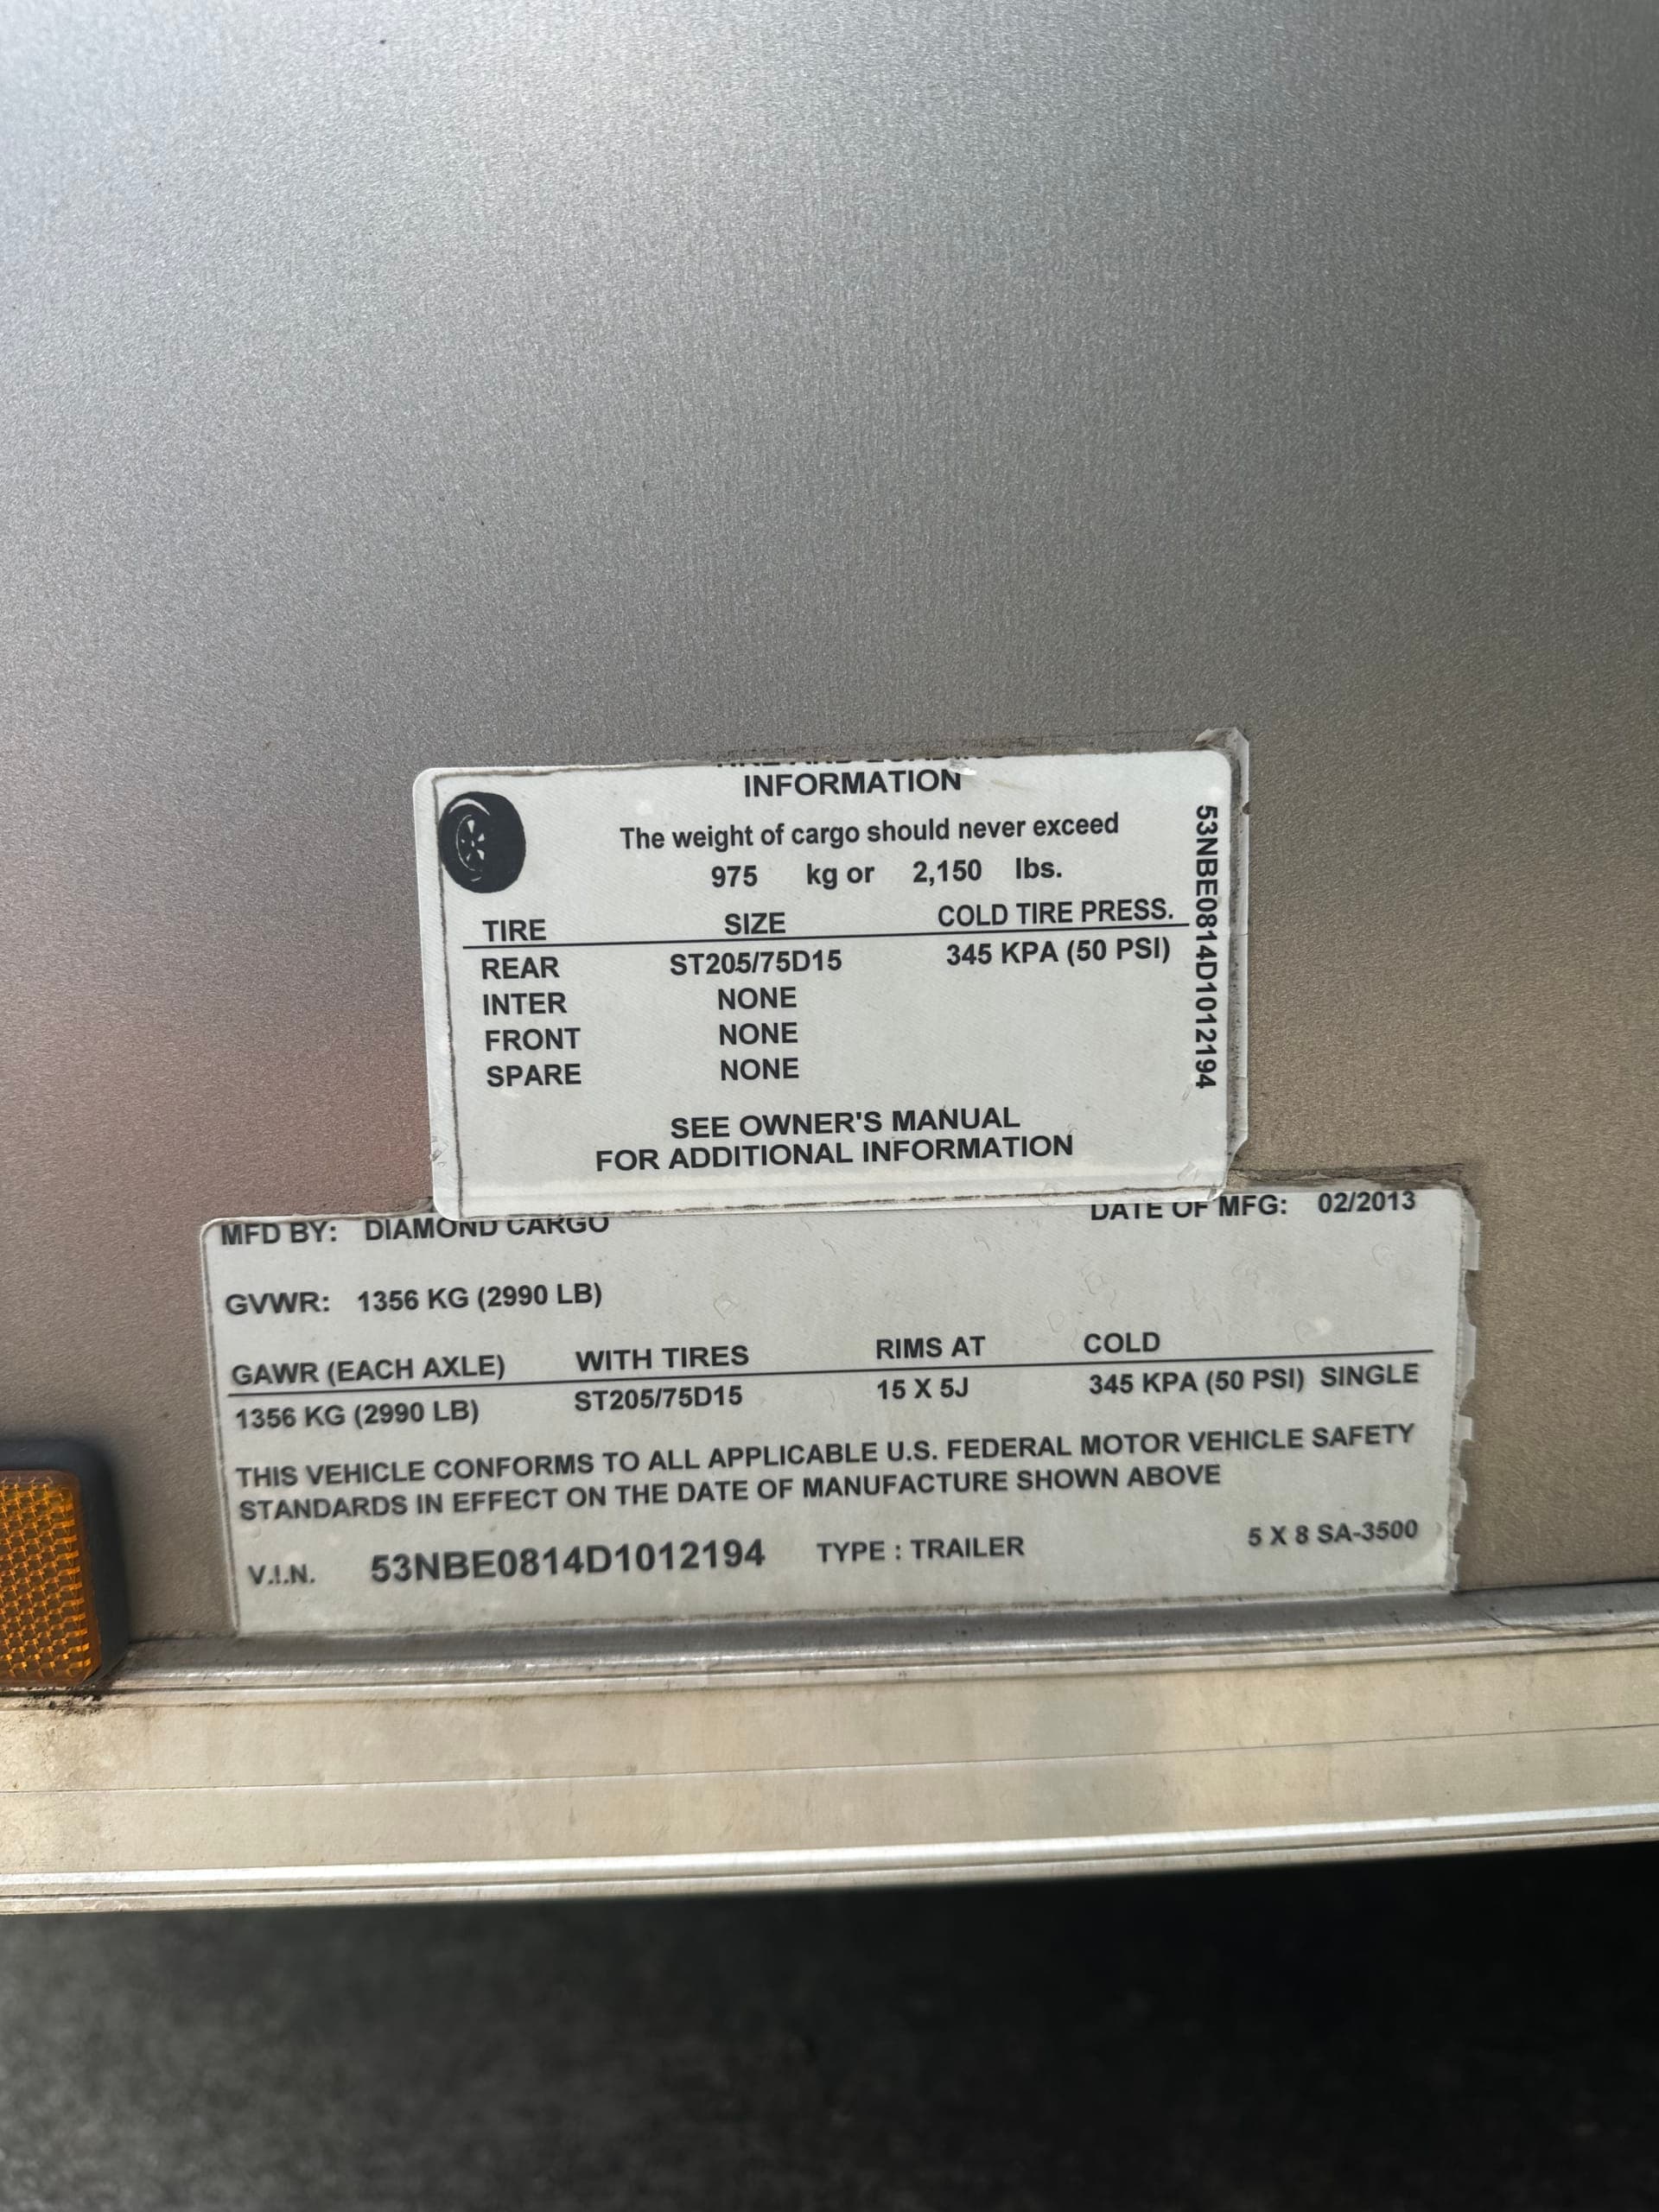 INFORMATION
The weight of cargo should never exceed
975 kg or 2,150 lbs.
TIRE SIZE COLD TIRE PRESS.
REAR ST205/75D15 345 KPA (50 PSI)
INTER NONE
FRONT NONE
SPARE NONE
SEE OWNER'S MANUAL
FOR ADDITIONAL INFORMATION
53NBE0814D1012194
MFD BY: DIAMOND CARGO DATE OF MFG: 02/2013
GVWR: 1356 KG (2990 LB)
GAWR (EACH AXLE) WITH TIRES RIMS AT COLD
1356 KG (2990 LB) ST205/75D15 15 X 5J 345 KPA (50 PSI) SINGLE
THIS VEHICLE CONFORMS TO ALL APPLICABLE U.S. FEDERAL MOTOR VEHICLE SAFETY
STANDARDS IN EFFECT ON THE DATE OF MANUFACTURE SHOWN ABOVE
V.I.N. 53NBE0814D1012194 TYPE : TRAILER 5 X 8 SA-3500